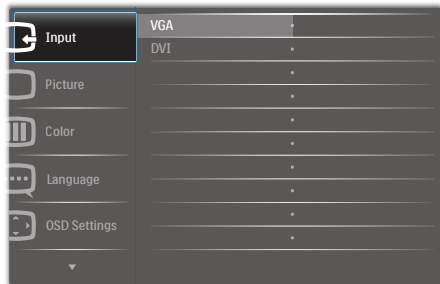 Input
VGA
DVI
Picture
Color
Language
OSD Settings